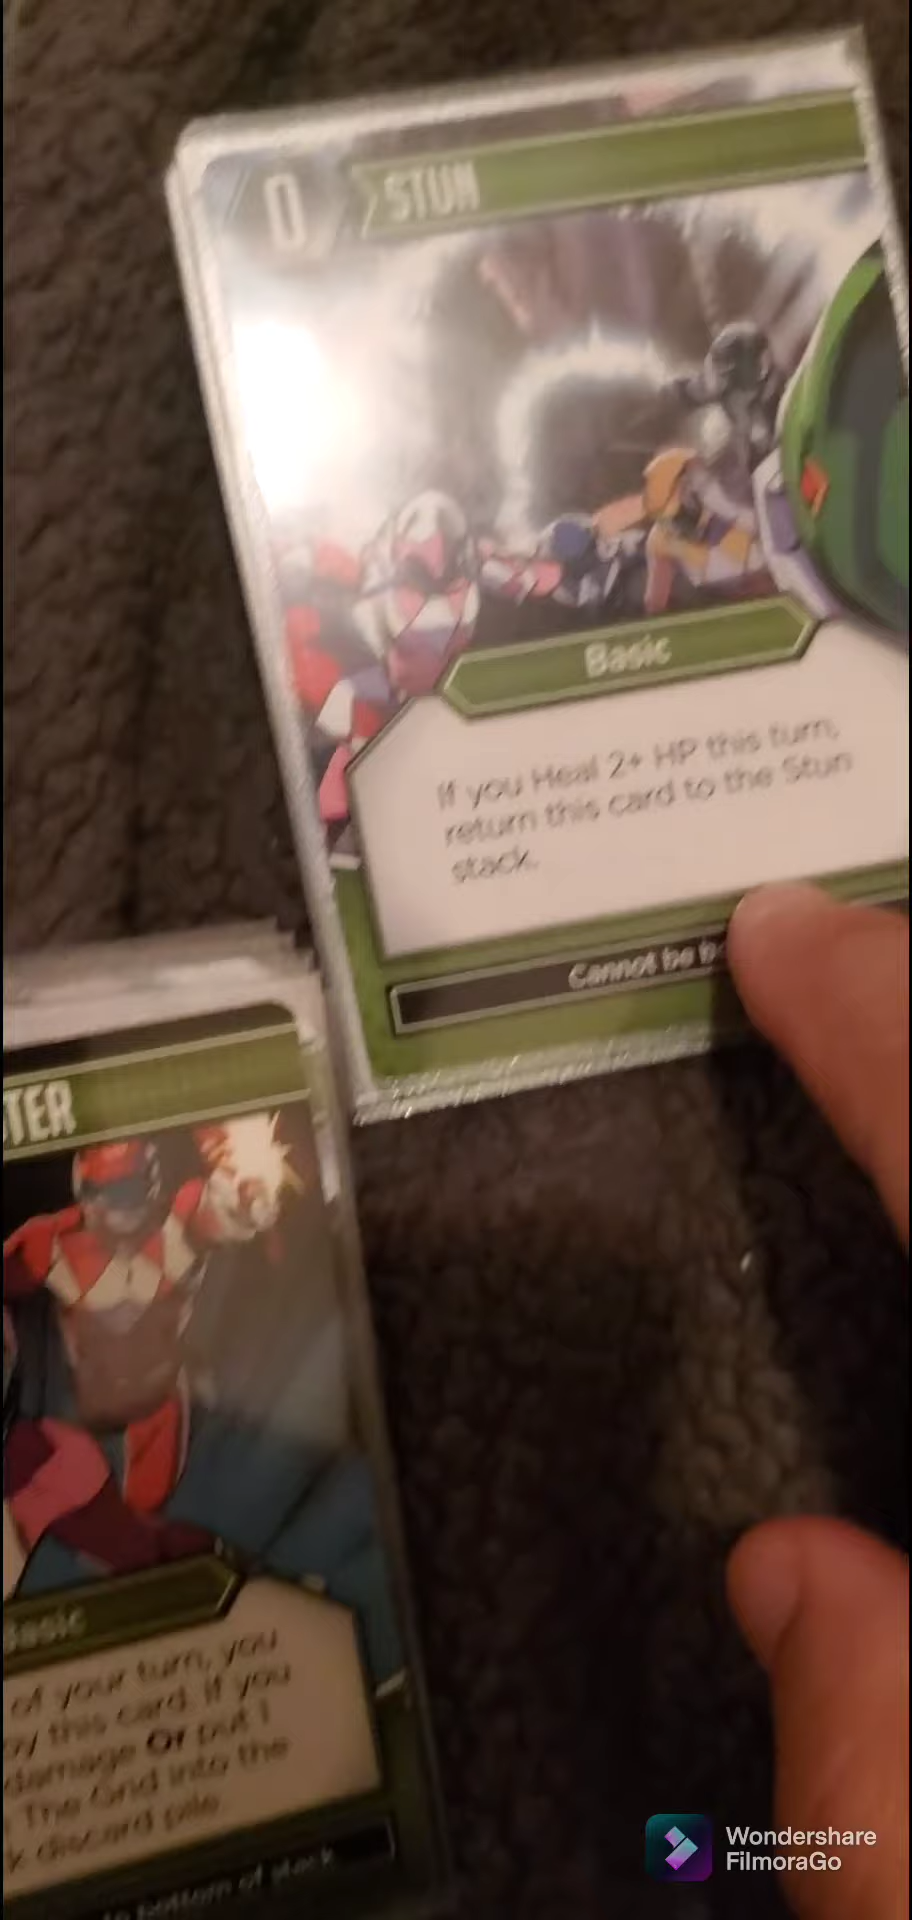 0
STUN
Basic
If you Heal 2+ HP this turn,
return this card to the Stun
stack.
Cannot be b
TER
Basic
of your turn, you
y this card. If you
damage Or put 1
The Grid into the
k discard pile.
to bottom of stack
Wondershare
FilmoraGo